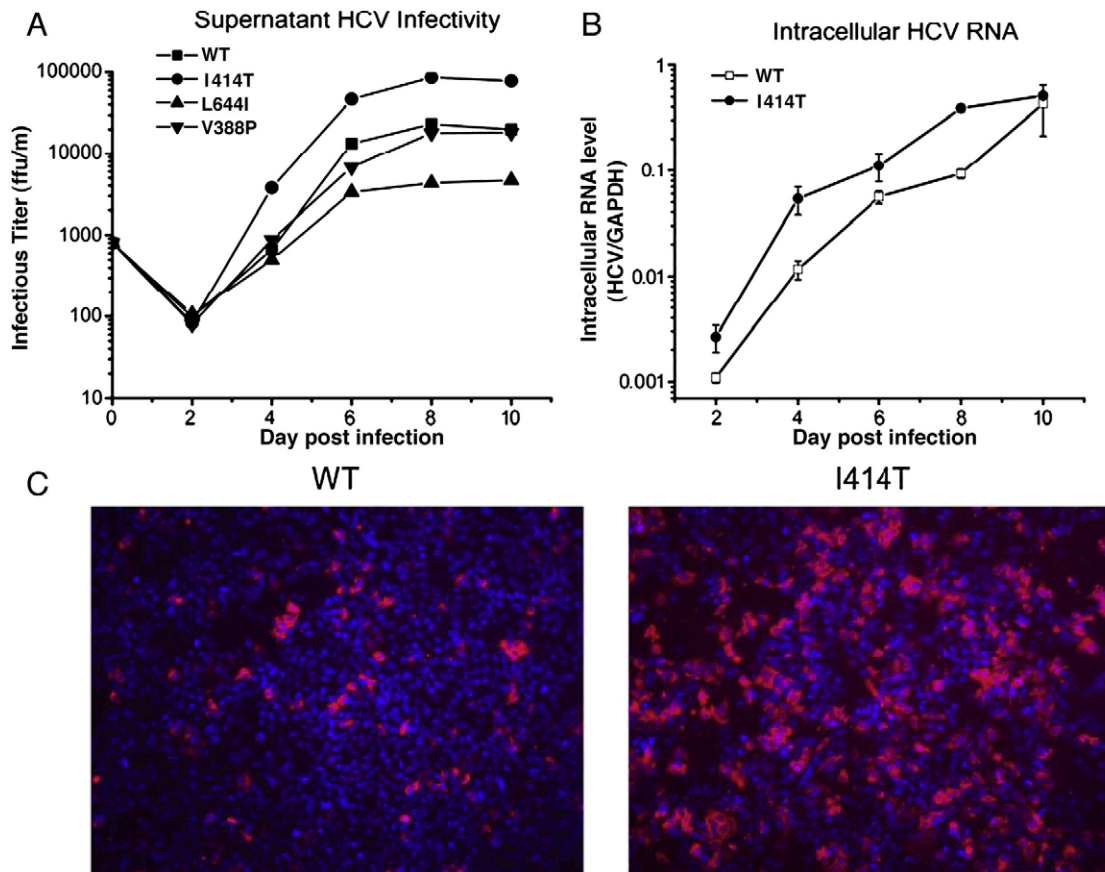 A
Supernatant HCV Infectivity
WT
I414T
L644I
V388P
Infectious Titer (ffu/m)
100000
10000
1000
100
10
0 2 4 6 8 10
Day post infection
B
Intracellular HCV RNA
WT
I414T
Intracellular RNA level
(HCV/GAPDH)
1
0.1
0.01
0.001
2 4 6 8 10
Day post infection
C
WT
I414T